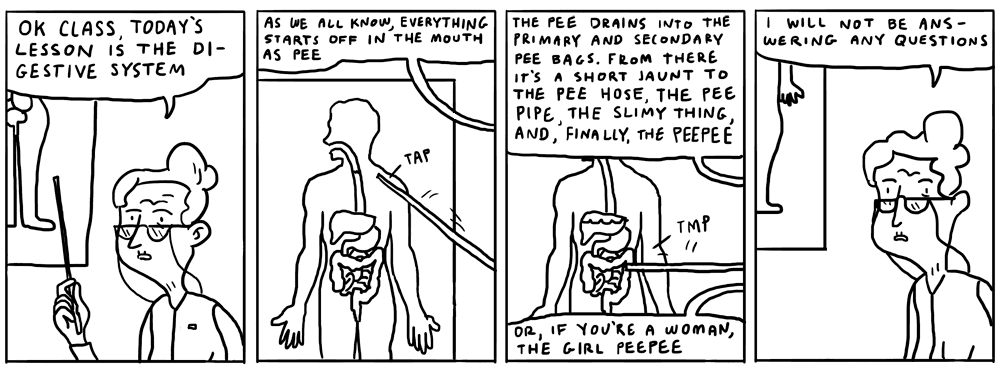 OK CLASS, TODAY'S
LESSON IS THE DI-
GESTIVE SYSTEM
AS WE ALL KNOW, EVERYTHING
STARTS OFF IN THE MOUTH
AS PEE
TAP
THE PEE DRAINS INTO THE
PRIMARY AND SECONDARY
PEE BAGS. FROM THERE
IT'S A SHORT JAUNT TO
THE PEE HOSE, THE PEE
PIPE, THE SLIMY THING,
AND, FINALLY, THE PEEPEE
TMP
OR, IF YOU'RE A WOMAN,
THE GIRL PEEPEE
I WILL NOT BE ANS-
WERING ANY QUESTIONS